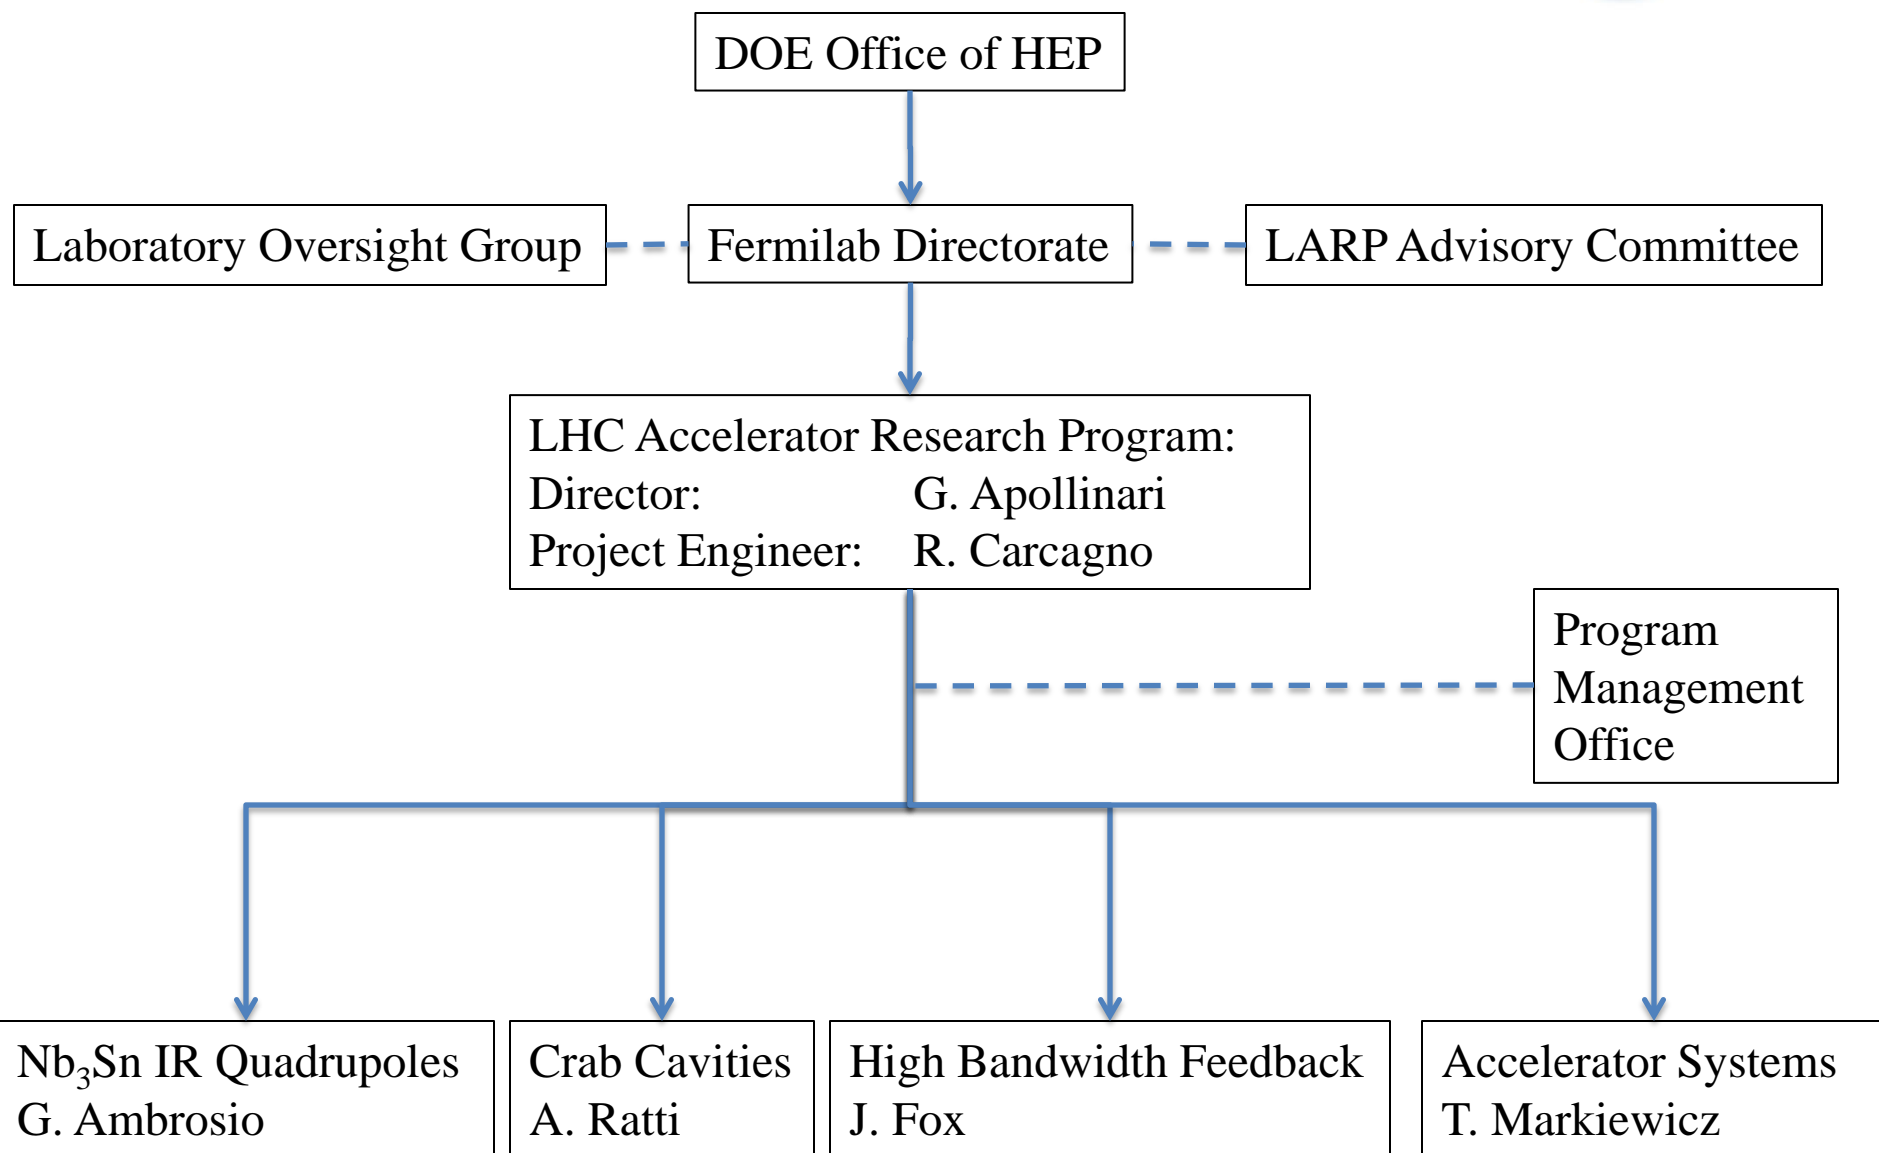 DOE Office of HEP
Laboratory Oversight Group
Fermilab Directorate
LARP Advisory Committee
LHC Accelerator Research Program:
Director: G. Apollinari
Project Engineer: R. Carcagno
Program
Management
Office
Nb₃Sn IR Quadrupoles
G. Ambrosio
Crab Cavities
A. Ratti
High Bandwidth Feedback
J. Fox
Accelerator Systems
T. Markiewicz